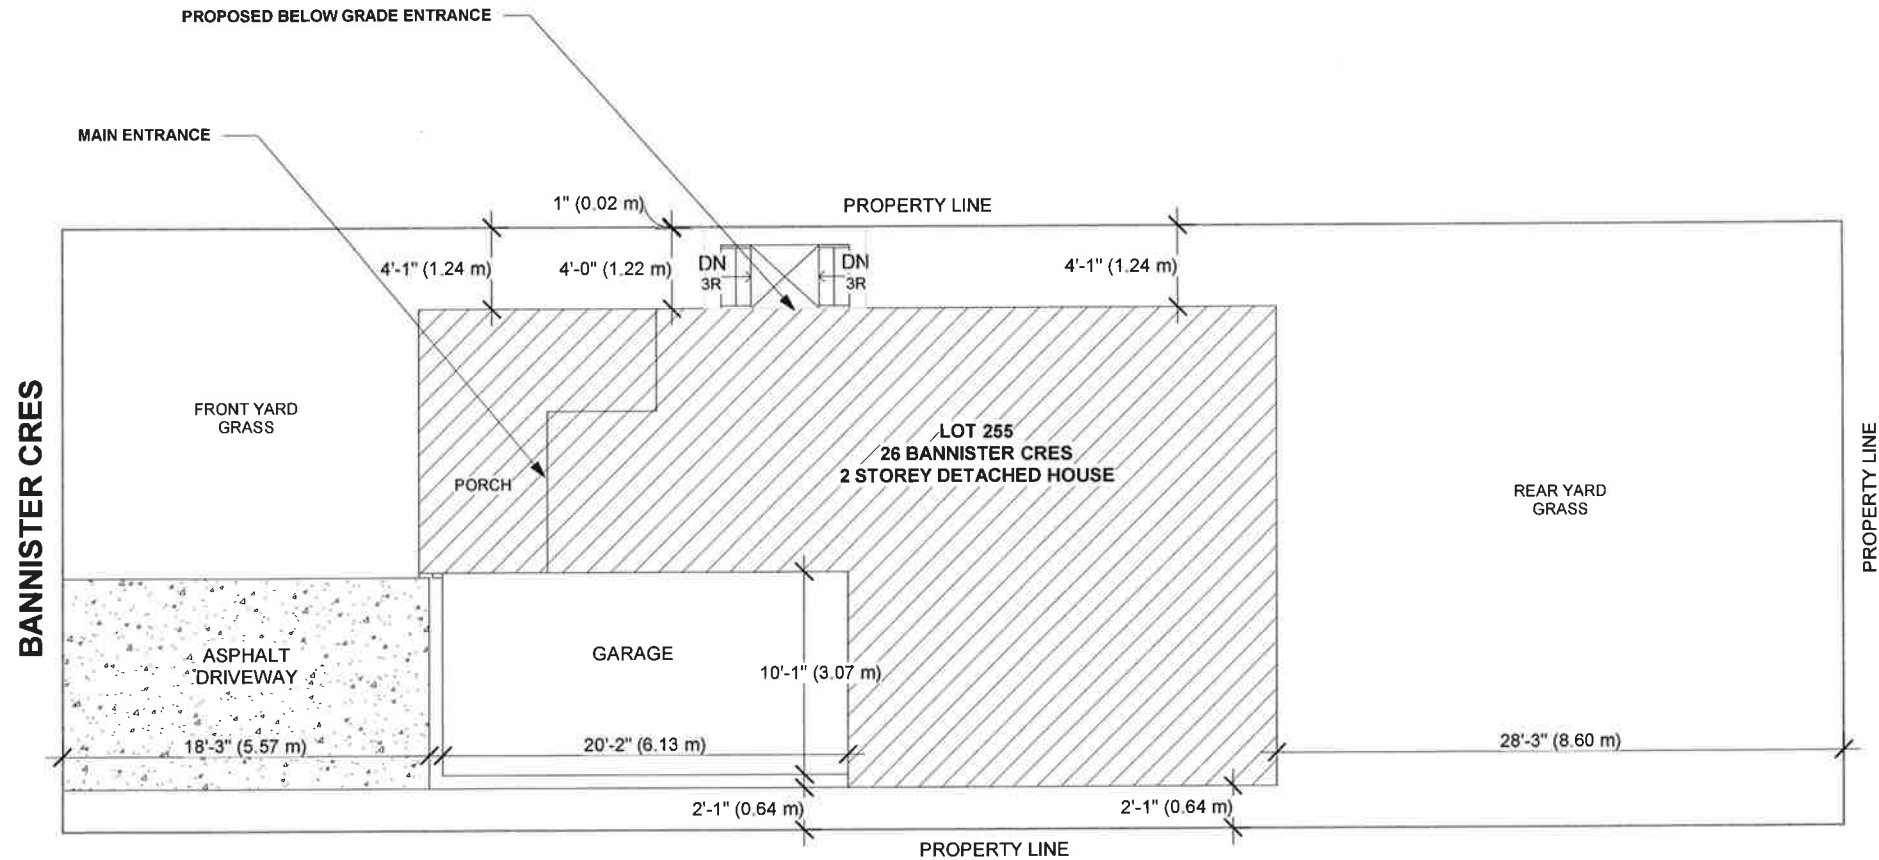 PROPOSED BELOW GRADE ENTRANCE
MAIN ENTRANCE
1" (0.02 m)
PROPERTY LINE
4'-1" (1.24 m)
4'-0" (1.22 m)
DN
3R
DN
3R
4'-1" (1.24 m)
BANNISTER CRES
FRONT YARD
GRASS
LOT 255
26 BANNISTER CRES
2 STOREY DETACHED HOUSE
PORCH
REAR YARD
GRASS
PROPERTY LINE
ASPHALT
DRIVEWAY
GARAGE
10'-1" (3.07 m)
18'-3" (5.57 m)
20'-2" (6.13 m)
28'-3" (8.60 m)
2'-1" (0.64 m)
2'-1" (0.64 m)
PROPERTY LINE